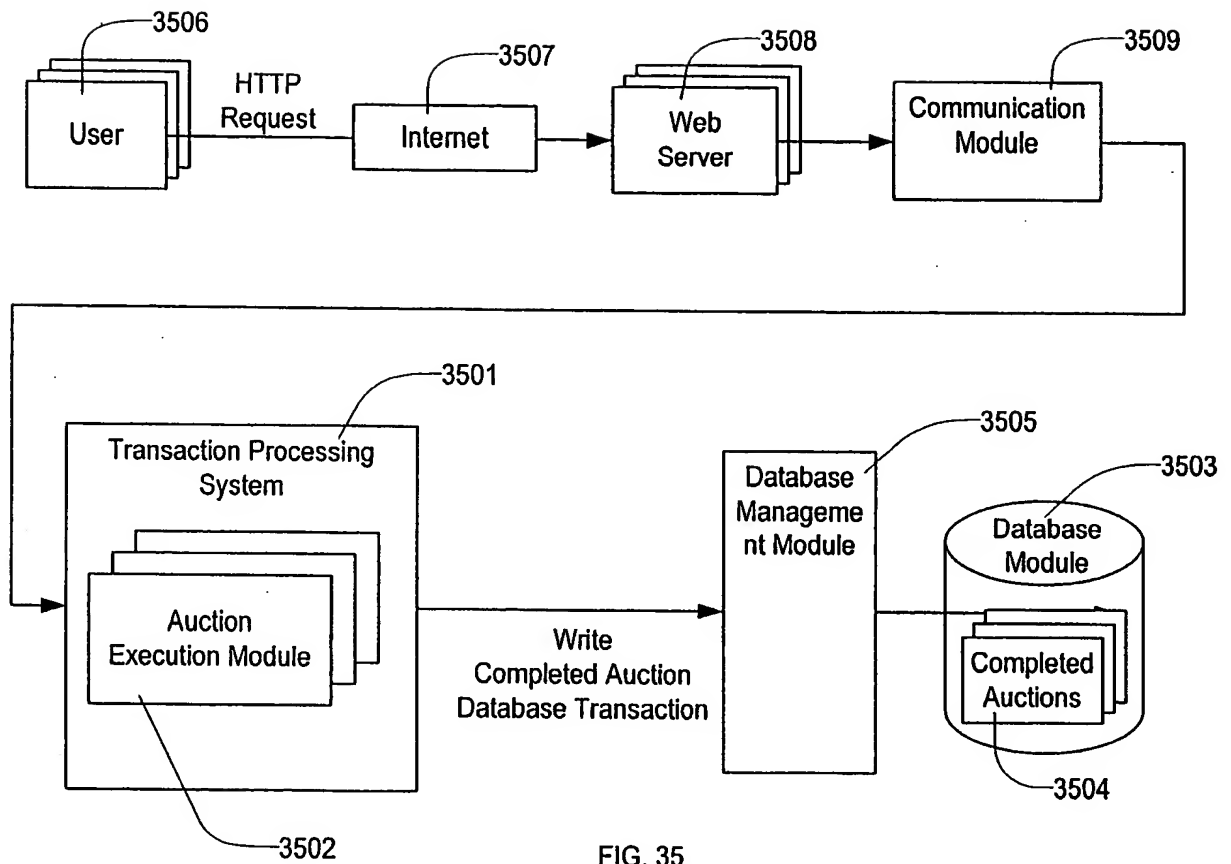 3506
3507
3508
3509
HTTP
Request
User
Internet
Web
Server
Communication
Module
3501
3505
3503
Transaction Processing
System
Auction
Execution Module
Write
Completed Auction
Database Transaction
Database
Manageme
nt Module
Database
Module
Completed
Auctions
3504
3502
FIG. 35